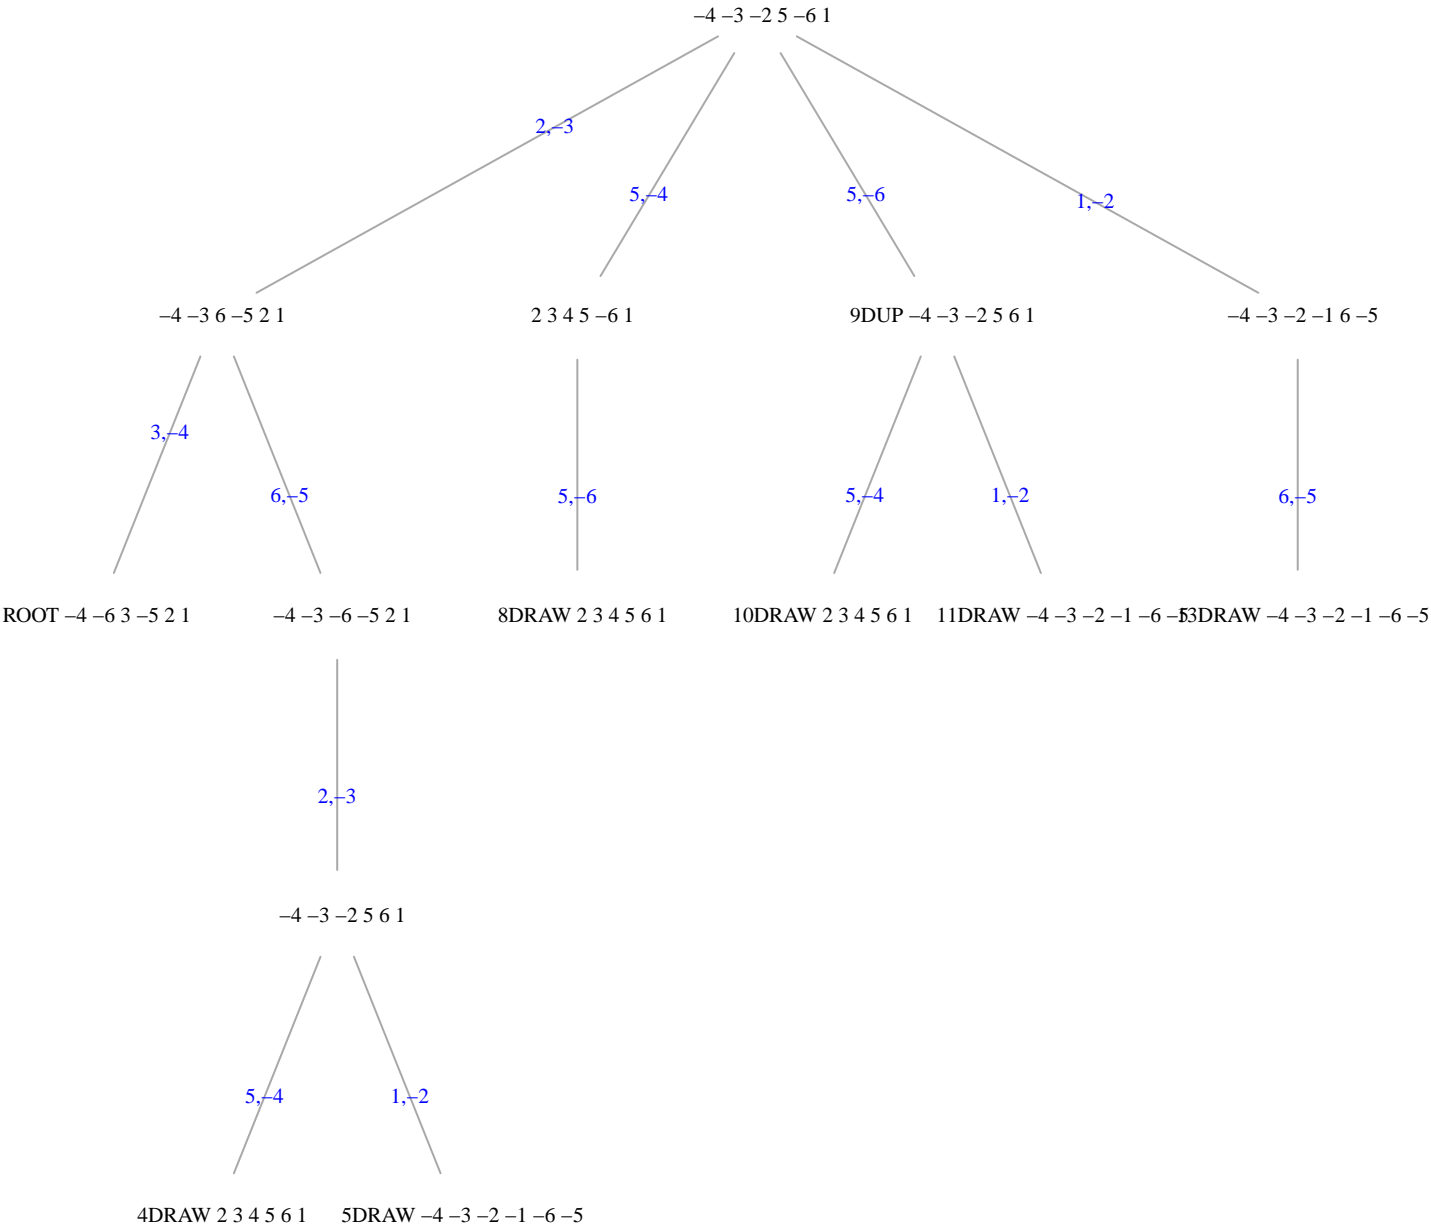 –4 –3 –2 5 –6 1
2,–3
5,–4
5,–6
1,–2
–4 –3 6 –5 2 1
2 3 4 5 –6 1
9DUP –4 –3 –2 5 6 1
–4 –3 –2 –1 6 –5
3,–4
6,–5
5,–6
5,–4
1,–2
6,–5
ROOT –4 –6 3 –5 2 1
–4 –3 –6 –5 2 1
8DRAW 2 3 4 5 6 1
10DRAW 2 3 4 5 6 1
11DRAW –4 –3 –2 –1 –6 –5
13DRAW –4 –3 –2 –1 –6 –5
2,–3
–4 –3 –2 5 6 1
5,–4
1,–2
4DRAW 2 3 4 5 6 1
5DRAW –4 –3 –2 –1 –6 –5